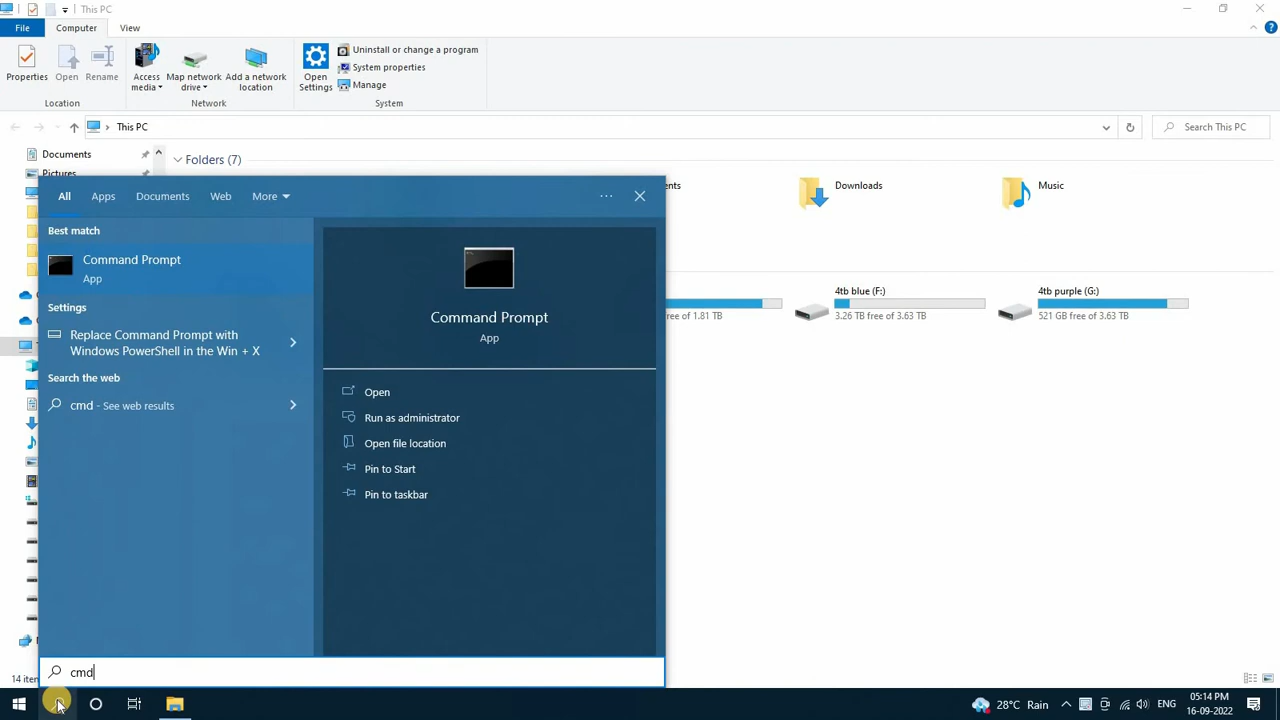 This PC
File
Computer
View
Properties
Open
Rename
Access media
Map network drive
Add a network location
Open Settings
Uninstall or change a program
System properties
Manage
Location
Network
System
This PC
Search This PC
Documents
Pictures
Folders (7)
Downloads
Music
4tb blue (F:)
4tb purple (G:)
free of 1.81 TB
3.26 TB free of 3.63 TB
521 GB free of 3.63 TB
All
Apps
Documents
Web
More
Best match
Command Prompt
App
Settings
Replace Command Prompt with
Windows PowerShell in the Win + X
Search the web
cmd - See web results
Command Prompt
App
Open
Run as administrator
Open file location
Pin to Start
Pin to taskbar
cmd
28°C Rain
ENG
05:14 PM
16-09-2022